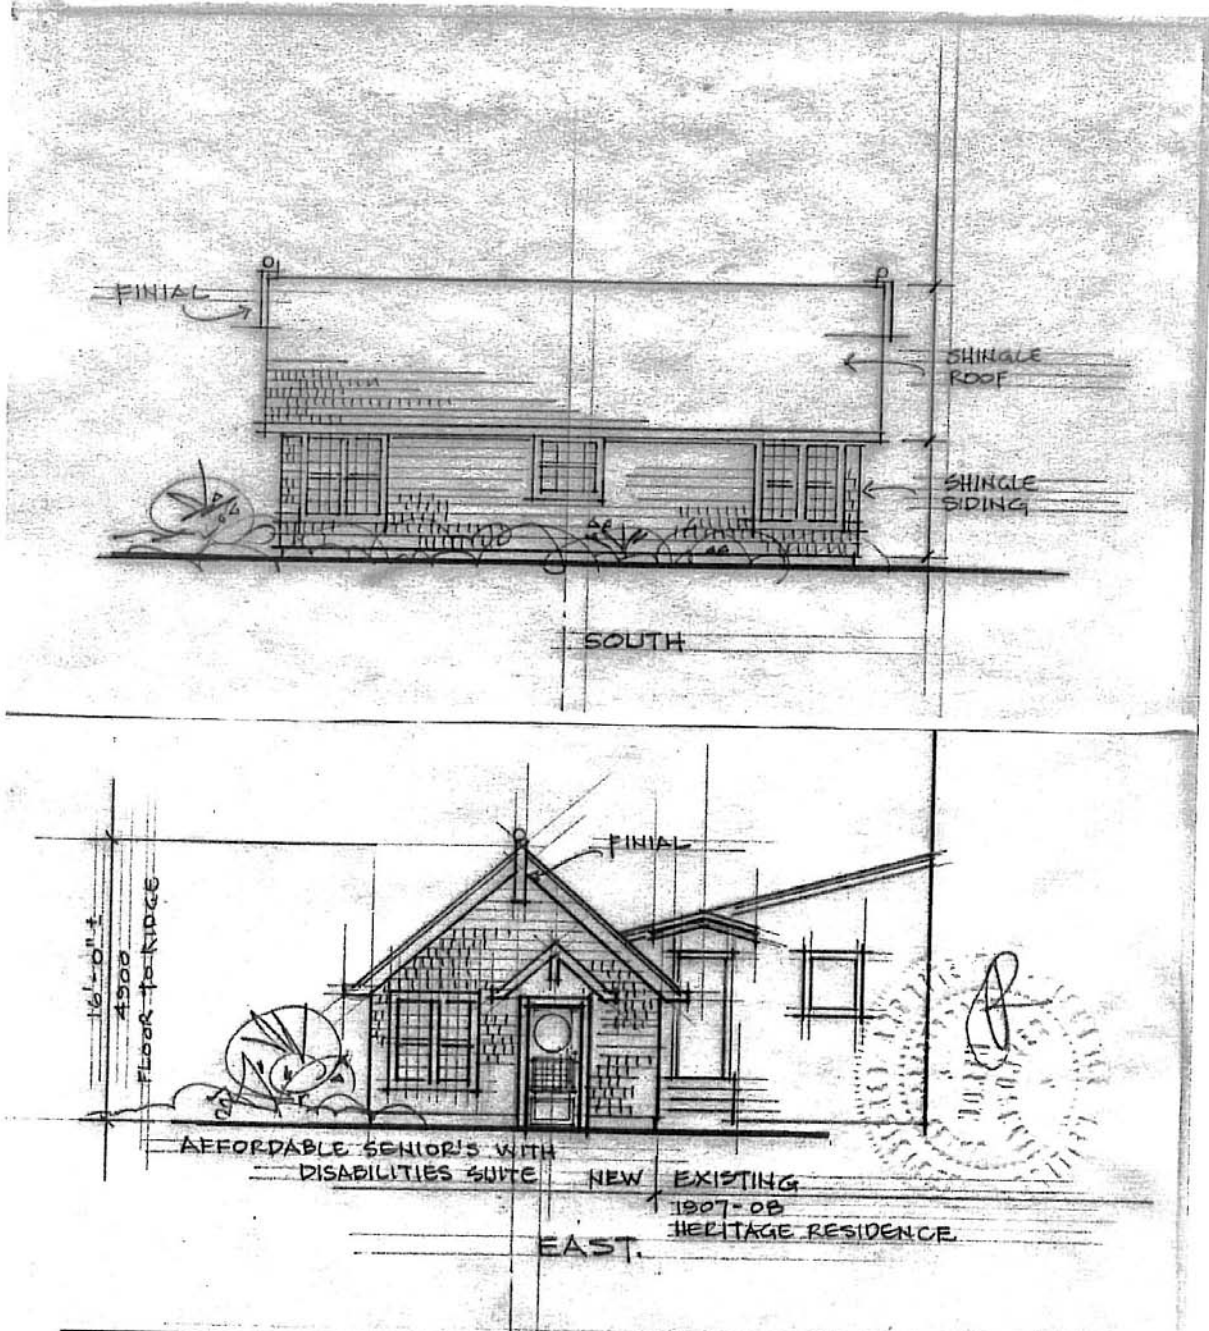 FINIAL
SHINGLE
ROOF
SHINGLE
SIDING
SOUTH
FINIAL
16'-0" ±
4900
FLOOR TO RIDGE
AFFORDABLE SENIOR'S WITH
DISABILITIES SUITE
NEW
EXISTING
1907-08
HERITAGE RESIDENCE
EAST.